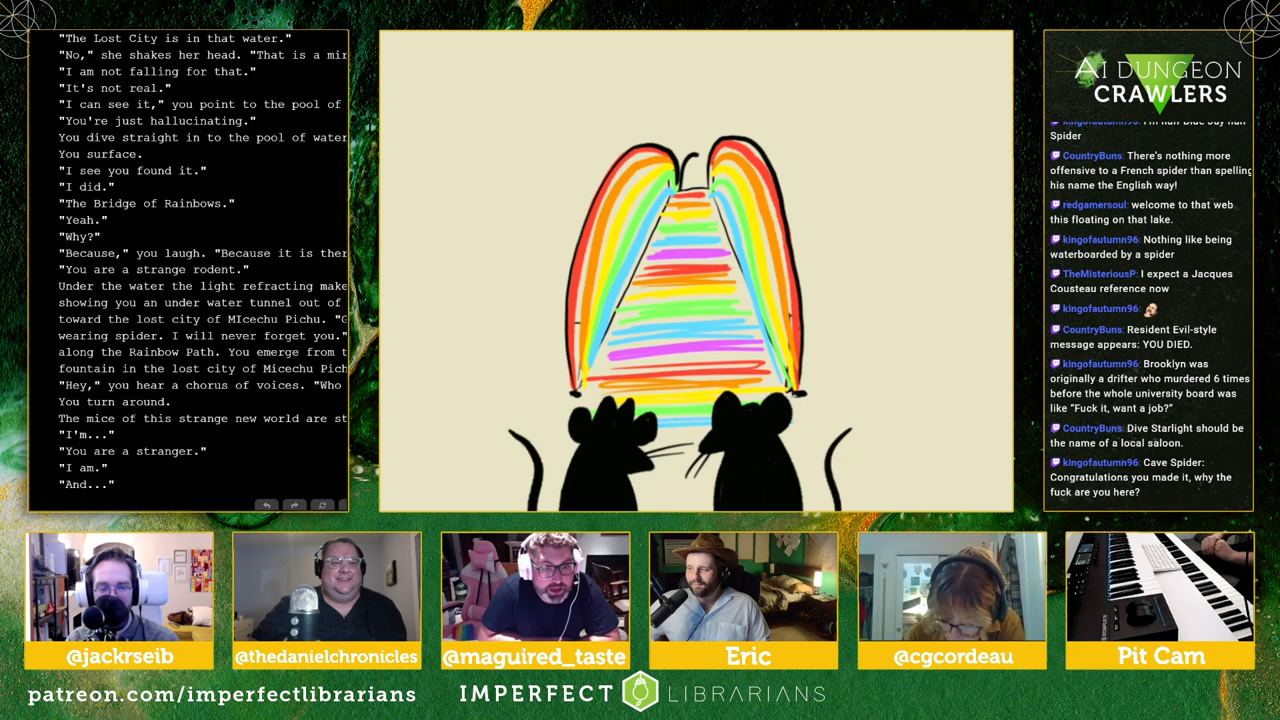 "The Lost City is in that water."
"No," she shakes her head. "That is a mir
"I am not falling for that."
"It's not real."
"I can see it," you point to the pool of
"You're just hallucinating."
You dive straight in to the pool of water
You surface.
"I see you found it."
"I did."
"The Bridge of Rainbows."
"Yeah."
"Why?"
"Because," you laugh. "Because it is ther
"You are a strange rodent."
Under the water the light refracting make
showing you an under water tunnel out of
toward the lost city of MIcechu Pichu. "G
wearing spider. I will never forget you."
along the Rainbow Path. You emerge from t
fountain in the lost city of Micechu Pich
"Hey," you hear a chorus of voices. "Who
You turn around.
The mice of this strange new world are st
"I'm..."
"You are a stranger."
"I am."
"And..."
AI DUNGEON
CRAWLERS
kingofautumn96: I'm half Blue Jay half
Spider
CountryBuns: There's nothing more
offensive to a French spider than spelling
his name the English way!
redgamersoul: welcome to that web
this floating on that lake.
kingofautumn96: Nothing like being
waterboarded by a spider
TheMisteriousP: I expect a Jacques
Cousteau reference now
kingofautumn96:
CountryBuns: Resident Evil-style
message appears: YOU DIED.
kingofautumn96: Brooklyn was
originally a drifter who murdered 6 times
before the whole university board was
like "Fuck it, want a job?"
CountryBuns: Dive Starlight should be
the name of a local saloon.
kingofautumn96: Cave Spider:
Congratulations you made it, why the
fuck are you here?
@jackrseib
@thedanielchronicles
@maguired_taste
Eric
@cgcordeau
Pit Cam
patreon.com/imperfectlibrarians
IMPERFECT LIBRARIANS